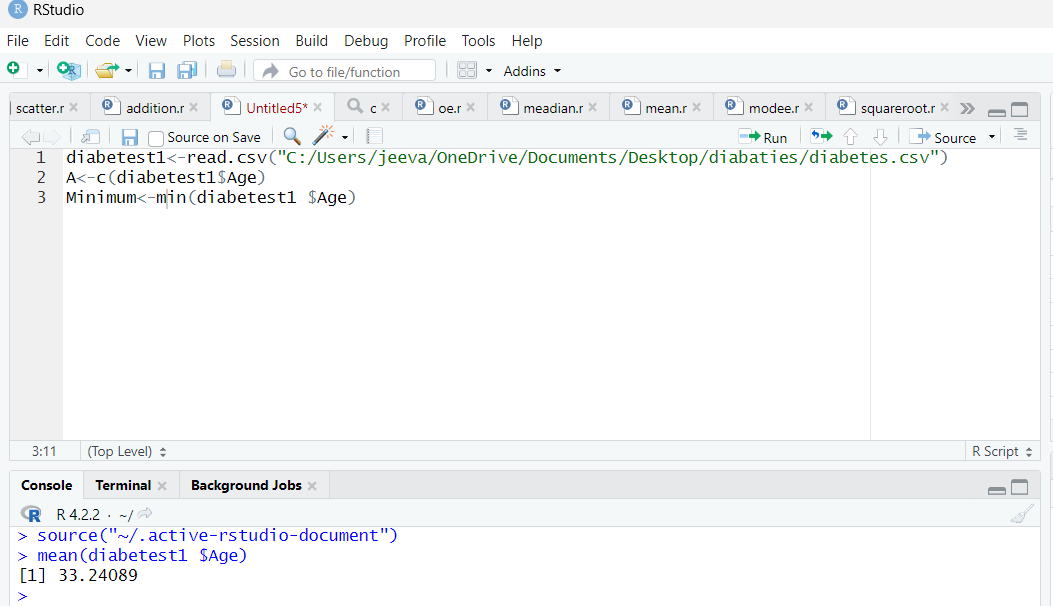 R RStudio
File Edit Code View Plots Session Build Debug Profile Tools Help
Go to file/function Addins
scatter.r addition.r Untitled5* c oe.r meadian.r mean.r modee.r squareroot.r
Source on Save Run Source
1 diabetest1<-read.csv("C:/Users/jeeva/OneDrive/Documents/Desktop/diabaties/diabetes.csv")
2 A<-c(diabetest1$Age)
3 Minimum<-min(diabetest1 $Age)
3:11 (Top Level) R Script
Console Terminal Background Jobs
R R 4.2.2 · ~/
> source("~/.active-rstudio-document")
> mean(diabetest1 $Age)
[1] 33.24089
>